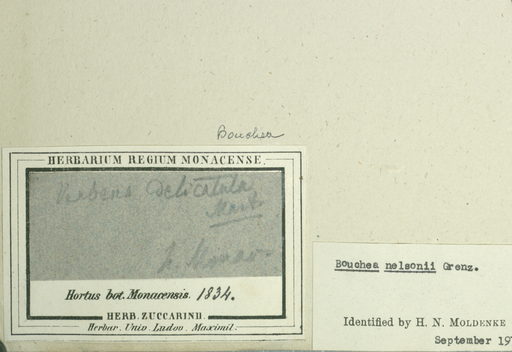 Bouchea
HERBARIUM REGIUM MONACENSE.
Verbena delicatula
Mart.
h. Monac.
Hortus bot. Monacensis. 1834.
HERB. ZUCCARINII.
Herbar. Univ. Ludov. Maximil.
Bouchea nelsonii Grenz.
Identified by H. N. MOLDENKE
September 19